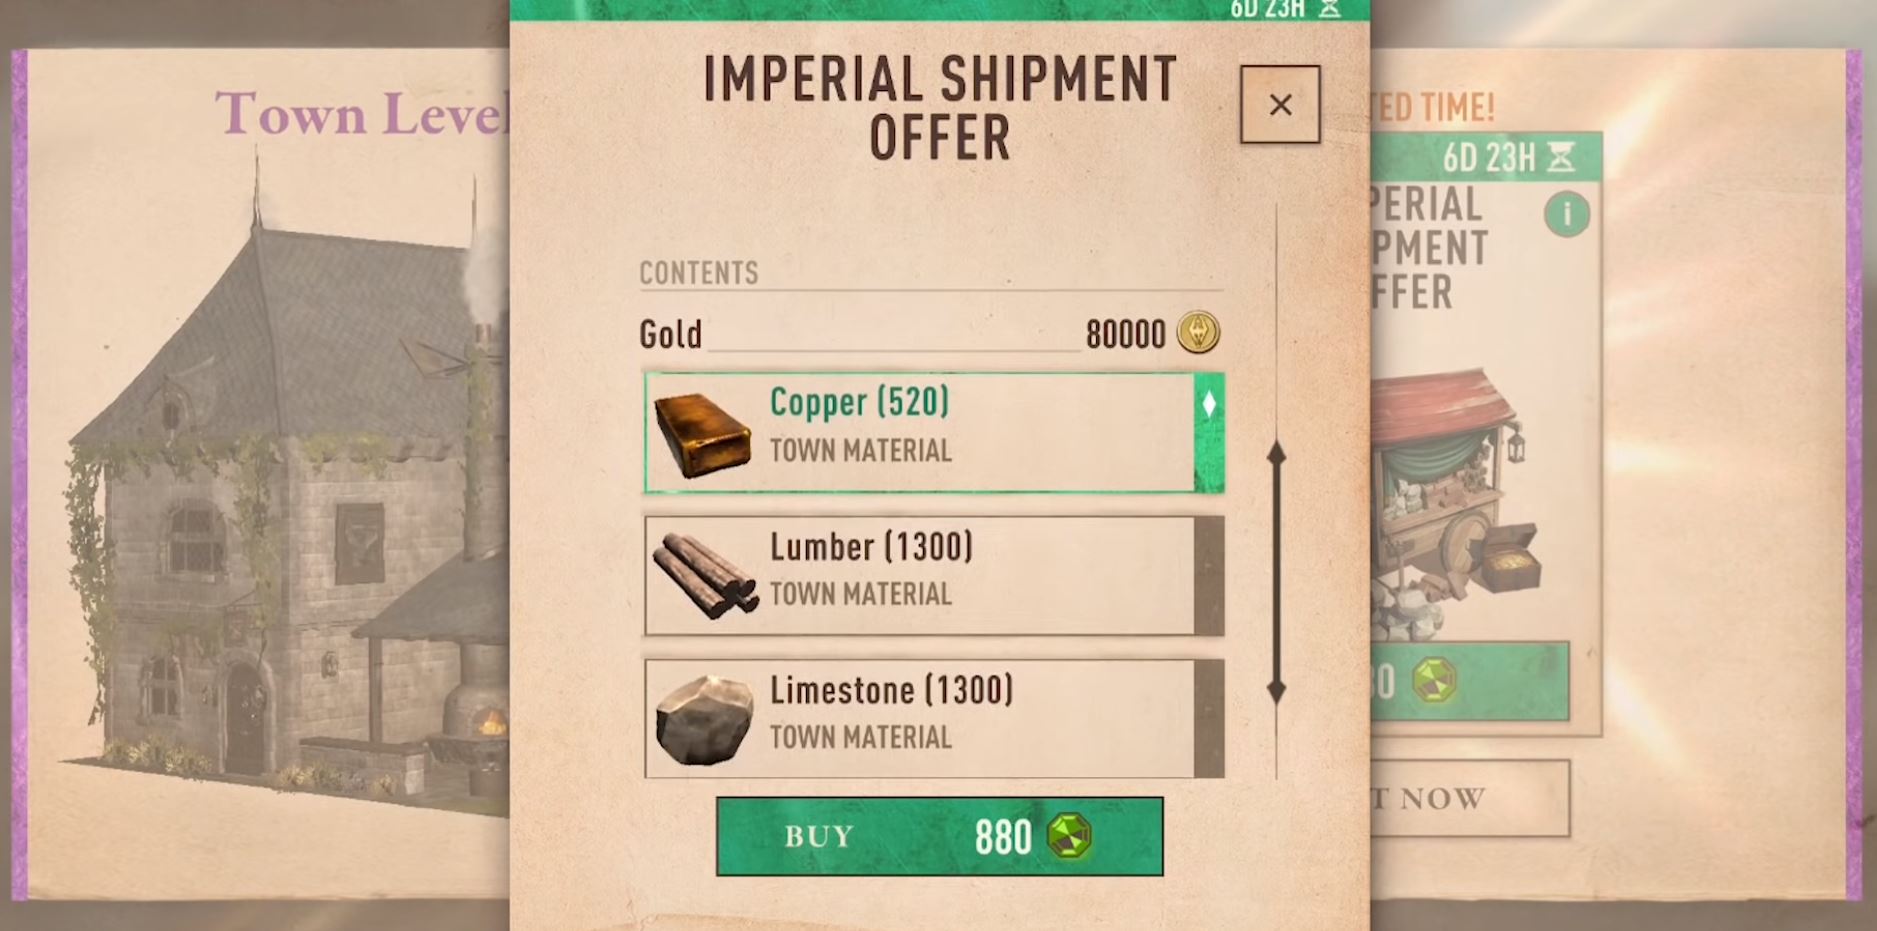 6D 23H
IMPERIAL SHIPMENT
OFFER
CONTENTS
Gold 80000
Copper (520)
TOWN MATERIAL
Lumber (1300)
TOWN MATERIAL
Limestone (1300)
TOWN MATERIAL
BUY 880
Town Level
TED TIME!
6D 23H
i
PERIAL
PMENT
FFER
80
T NOW